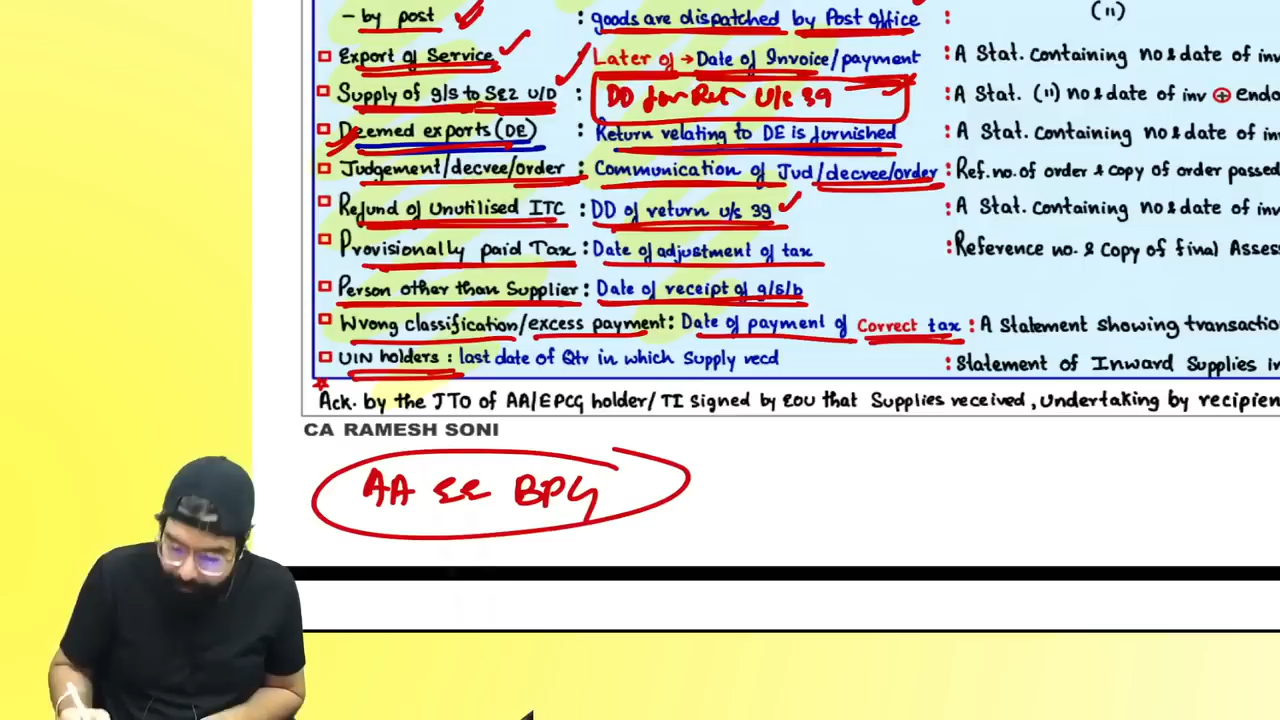 - by post : goods are dispatched by Post office : (11)
Export of Service : Later of → Date of Invoice/payment : A Stat. Containing no & date of inv
Supply of g/s to SEZ U/D : DD for Ret U/s 39 : A Stat. (11) no & date of inv ⊕ endo
Deemed exports (DE) : Return relating to DE is furnished : A Stat. Containing no & date of in
Judgement/decree/order : Communication of Jud/decree/order : Ref. no. of order & copy of order passed
Refund of Unutilised ITC : DD of return u/s 39 : A Stat. Containing no & date of inv
Provisionally paid Tax : Date of adjustment of tax : Reference no. & Copy of final Asses
Person other than Supplier : Date of receipt of g/s/b
Wrong classification/excess payment : Date of payment of Correct tax : A Statement showing transactio
UIN holders : last date of Qtr in which Supply recd : Statement of Inward Supplies in
Ack. by the JTO of AA/EPCG holder/ TI signed by EOU that Supplies received, undertaking by recipien
CA RAMESH SONI
AA EE BPG